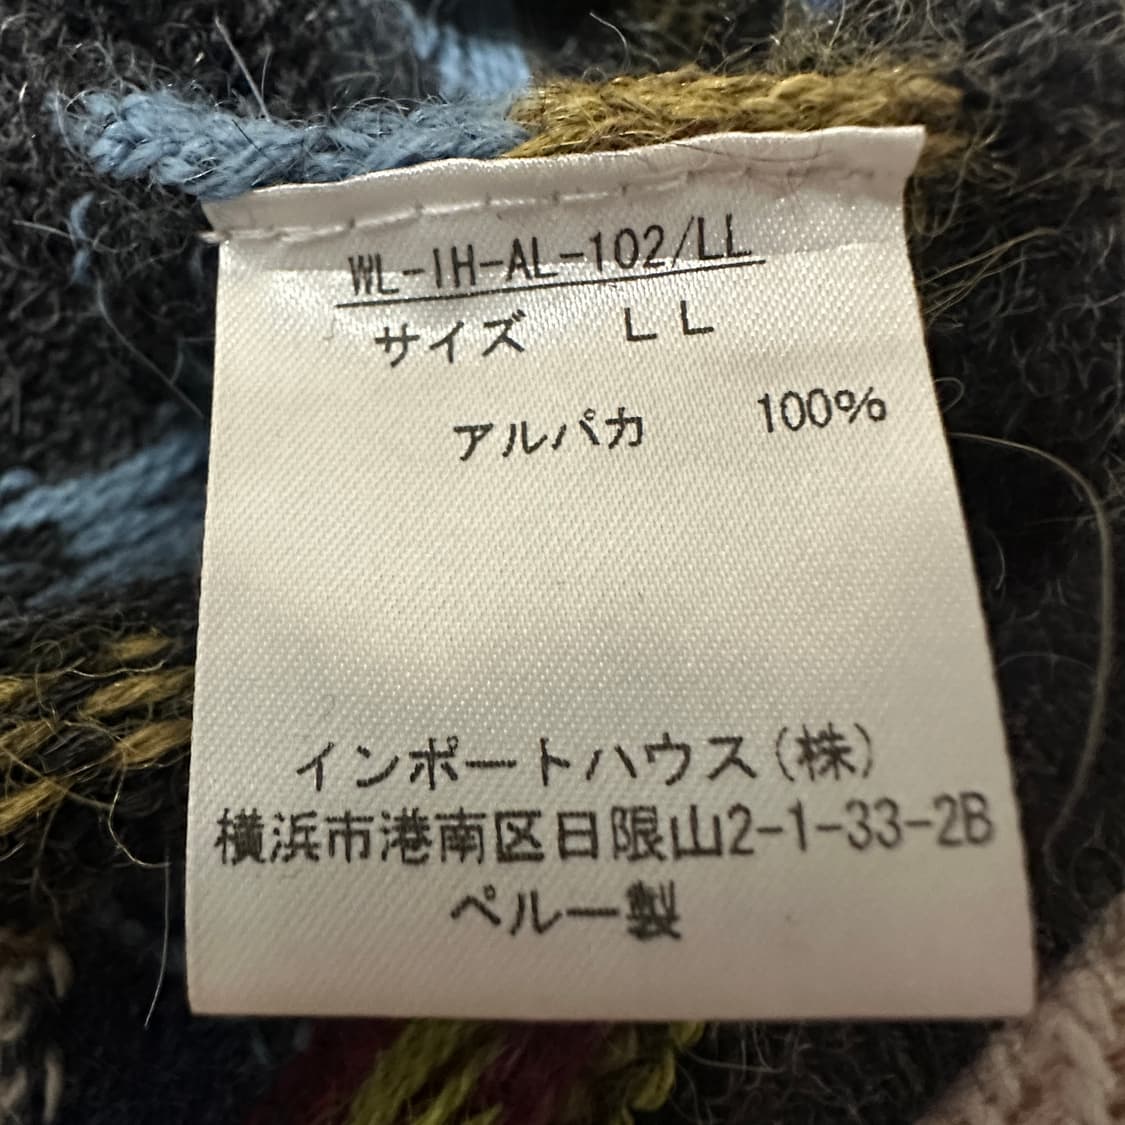 WL-IH-AL-102/LL
サイズ LL
アルパカ 100%
インポートハウス(株)
横浜市港南区日限山2-1-33-2B
ペルー製